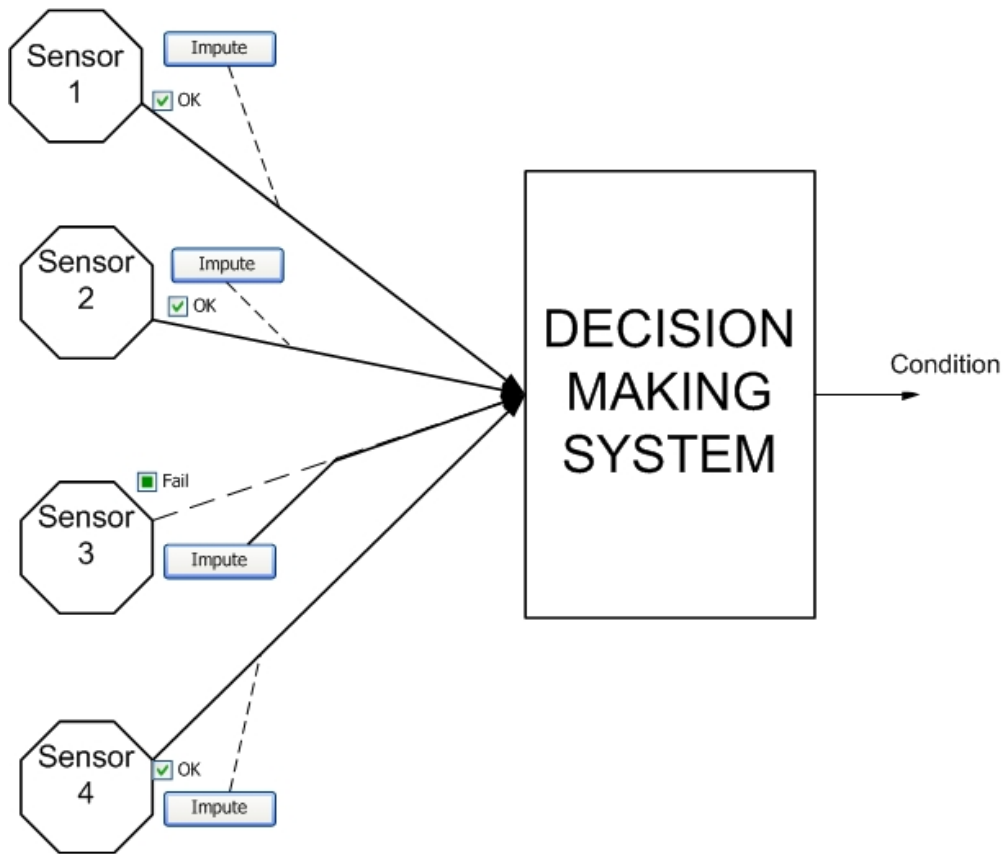 Sensor
1
Impute
OK
Sensor
2
Impute
OK
DECISION
MAKING
SYSTEM
Condition
Sensor
3
Fail
Impute
Sensor
4
OK
Impute